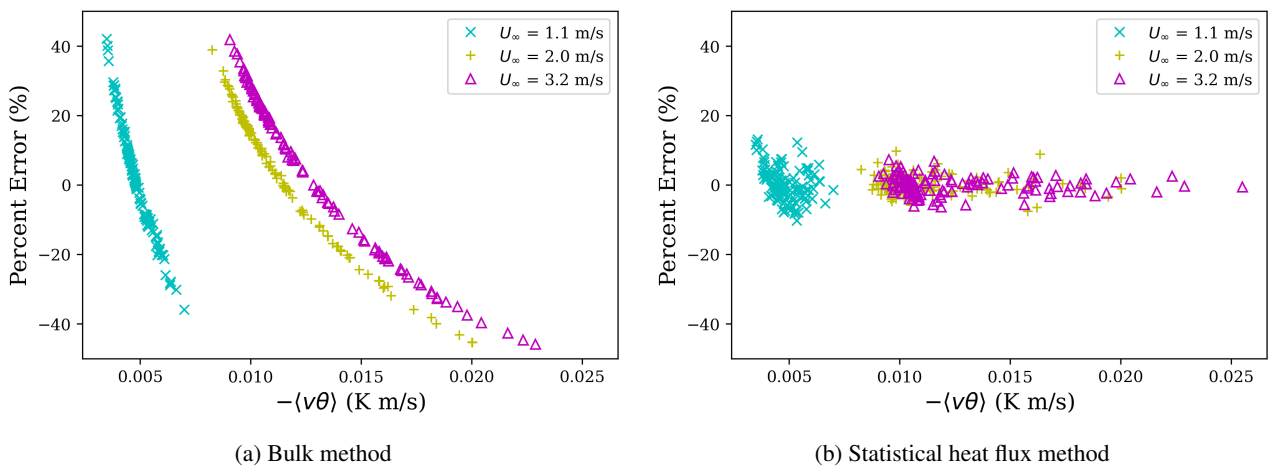 40
20
0
−20
−40
Percent Error (%)
U∞ = 1.1 m/s
U∞ = 2.0 m/s
U∞ = 3.2 m/s
0.005 0.010 0.015 0.020 0.025
−⟨vθ⟩ (K m/s)
(a) Bulk method
40
20
0
−20
−40
Percent Error (%)
U∞ = 1.1 m/s
U∞ = 2.0 m/s
U∞ = 3.2 m/s
0.005 0.010 0.015 0.020 0.025
−⟨vθ⟩ (K m/s)
(b) Statistical heat flux method